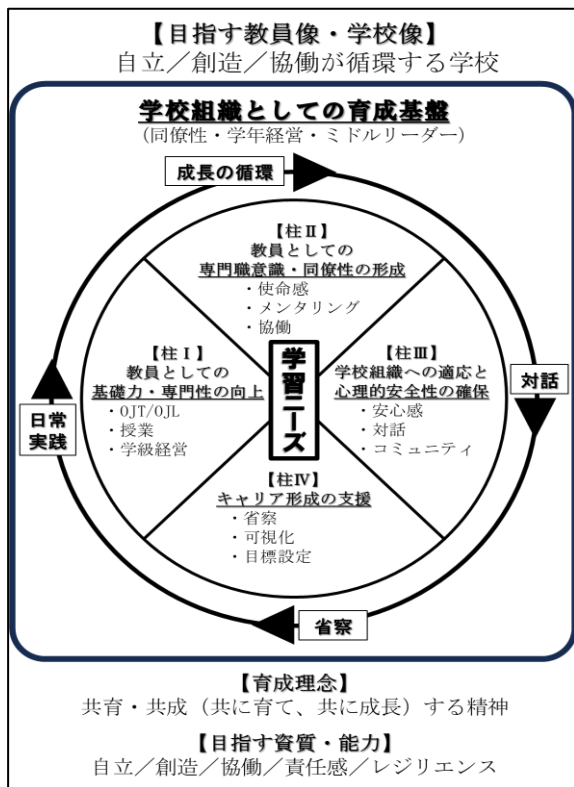 【目指す教員像・学校像】
自立／創造／協働が循環する学校
学校組織としての育成基盤
（同僚性・学年経営・ミドルリーダー）
成長の循環
【柱Ⅱ】
教員としての
専門職意識・同僚性の形成
・使命感
・メンタリング
・協働
【柱Ⅰ】
教員としての
基礎力・専門性の向上
・OJT/OJL
・授業
・学級経営
学習ニーズ
【柱Ⅲ】
学校組織への適応と
心理的安全性の確保
・安心感
・対話
・コミュニティ
対話
日常
実践
【柱Ⅳ】
キャリア形成の支援
・省察
・可視化
・目標設定
省察
【育成理念】
共育・共成（共に育て、共に成長）する精神
【目指す資質・能力】
自立／創造／協働／責任感／レジリエンス